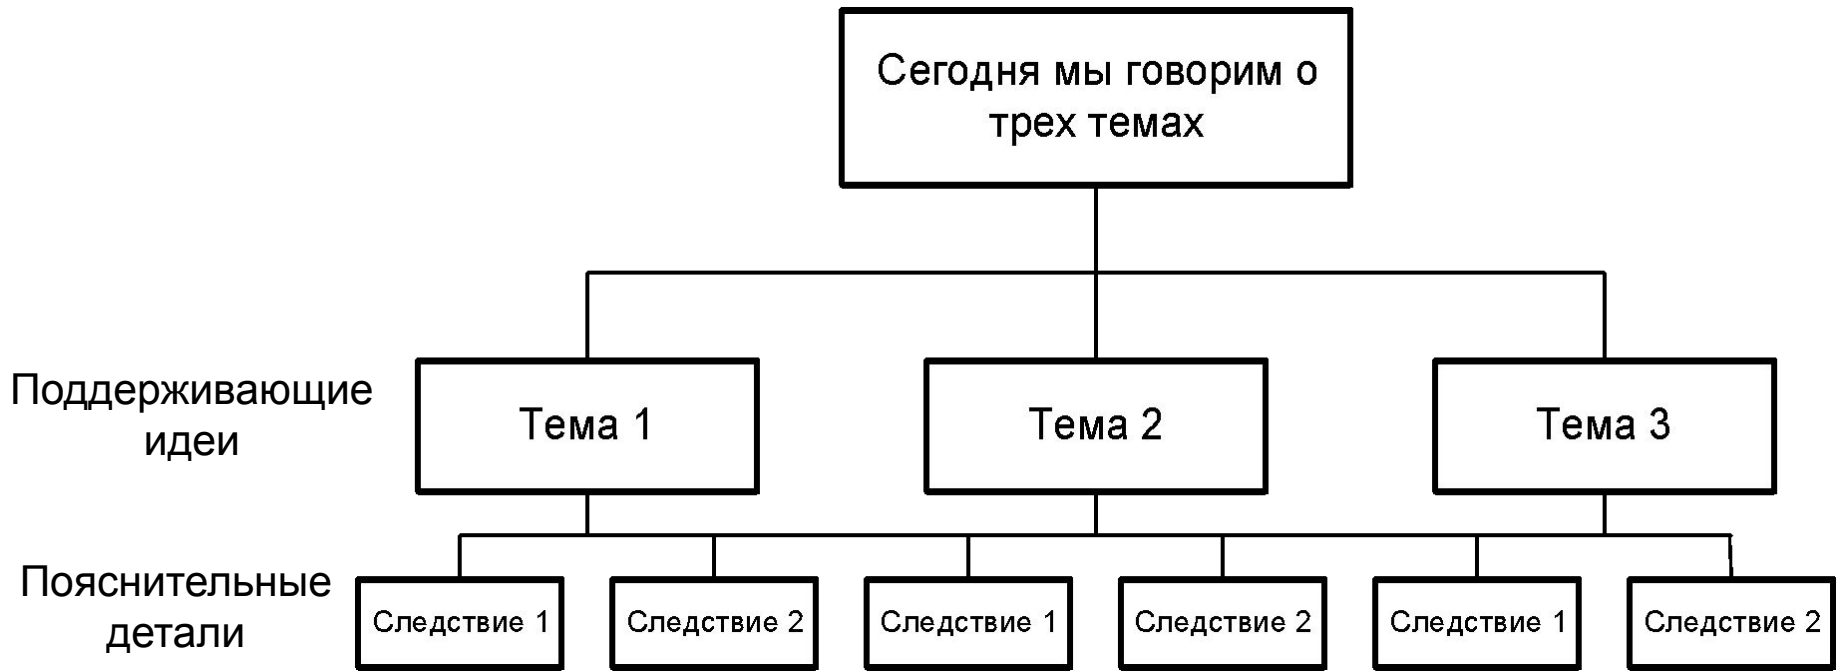 Сегодня мы говорим о
трех темах
Поддерживающие
идеи
Тема 1
Тема 2
Тема 3
Пояснительные
детали
Следствие 1
Следствие 2
Следствие 1
Следствие 2
Следствие 1
Следствие 2